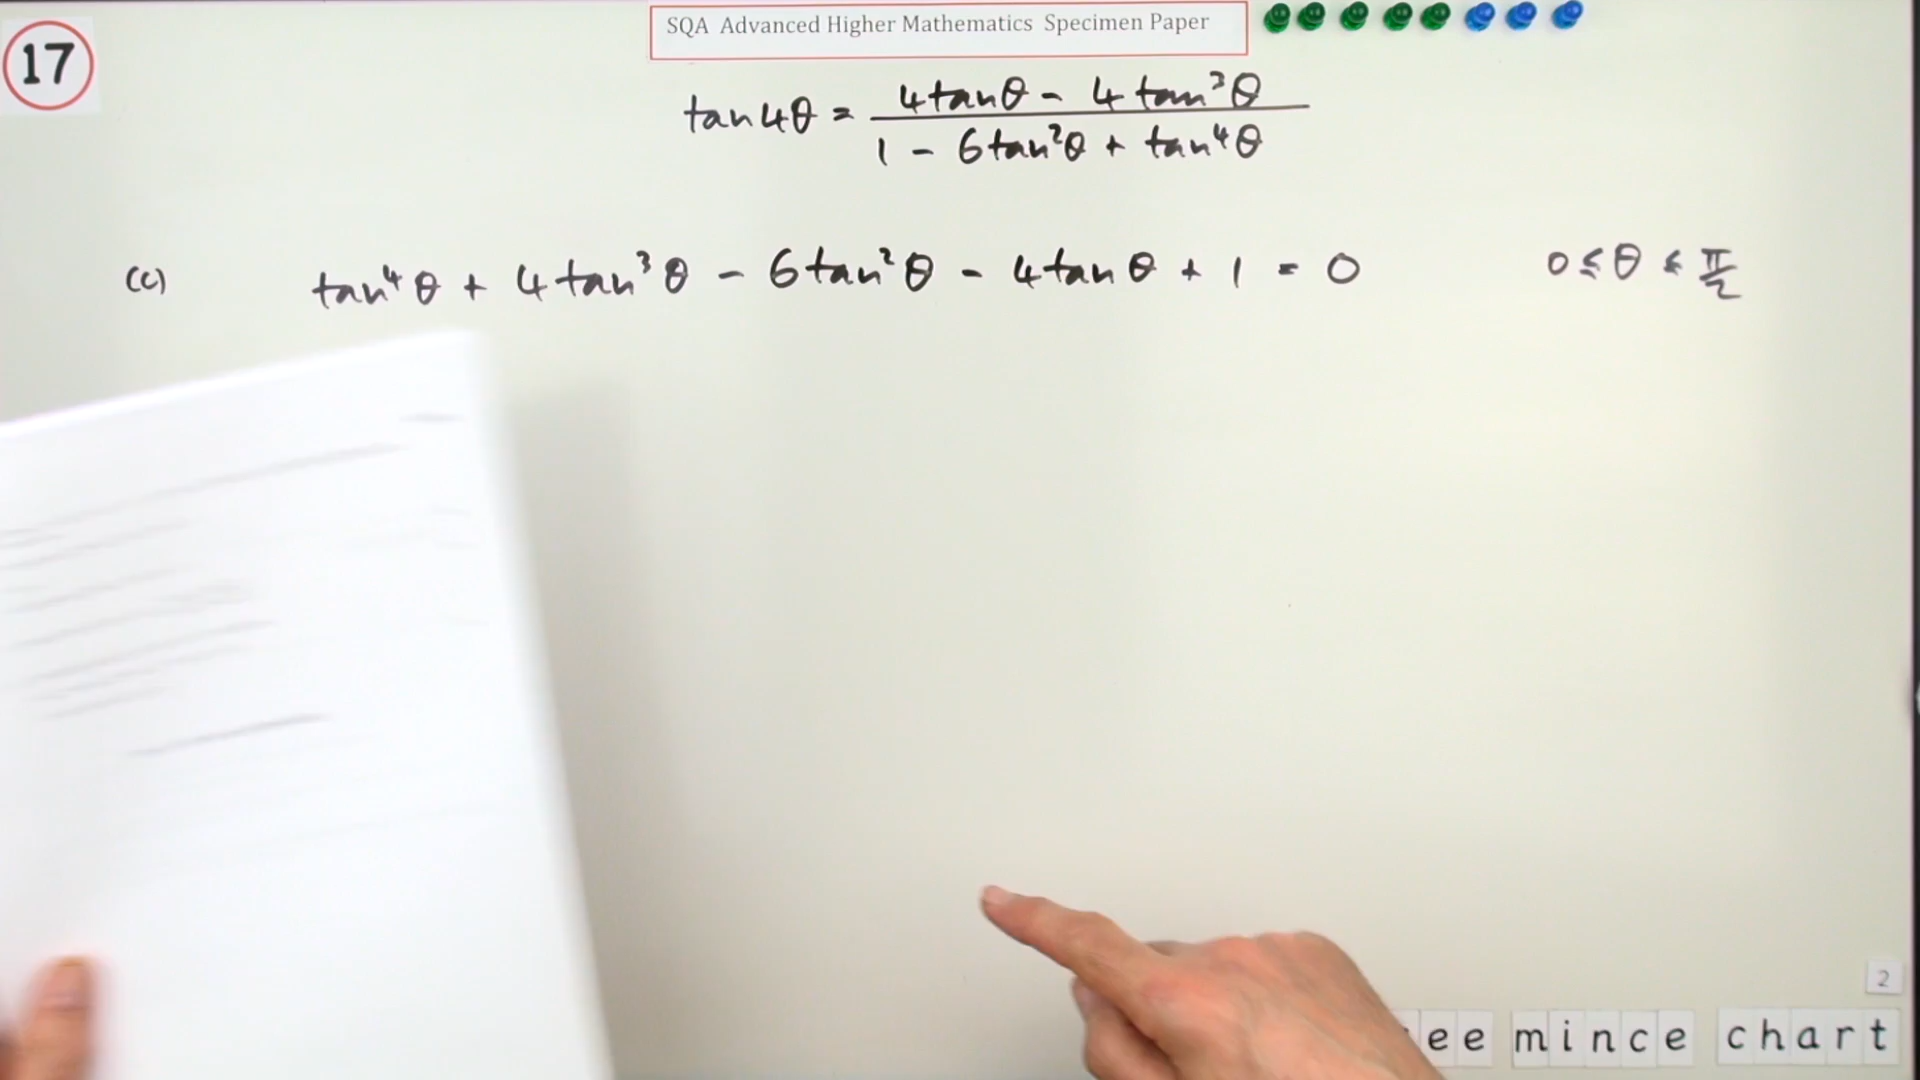 17
SQA Advanced Higher Mathematics Specimen Paper
tan4θ = (4tanθ - 4tan³θ) / (1 - 6tan²θ + tan⁴θ)
(c) tan⁴θ + 4tan³θ - 6tan²θ - 4tanθ + 1 = 0 0 ≤ θ ≤ π/2
2
ee mince chart